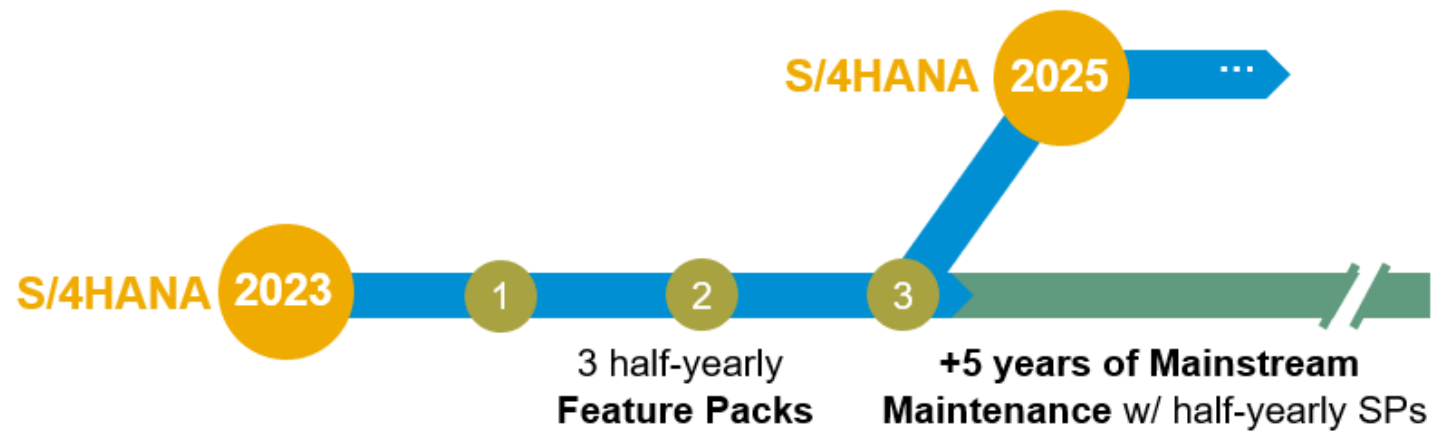 S/4HANA 2025 ...
S/4HANA 2023 1 2 3
3 half-yearly
Feature Packs
+5 years of Mainstream
Maintenance w/ half-yearly SPs